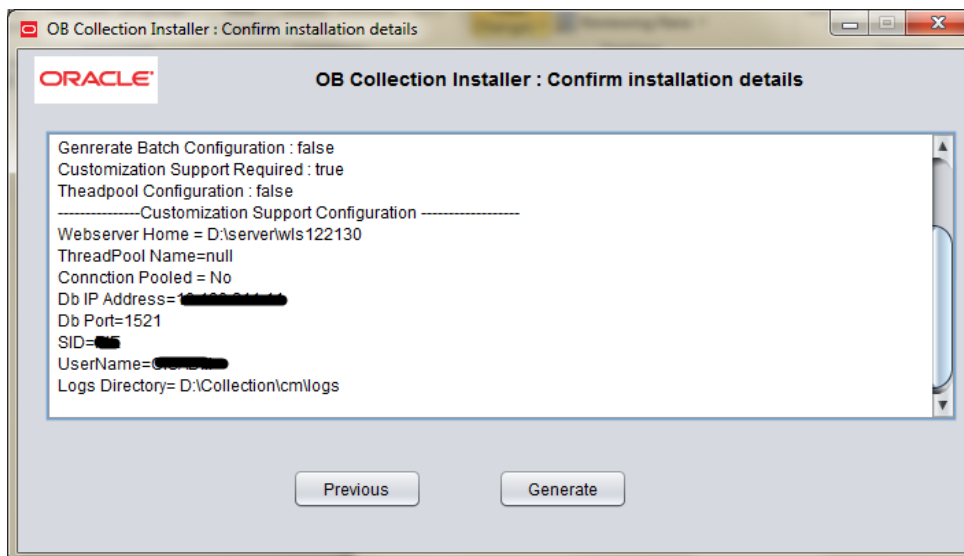 OB Collection Installer : Confirm installation details
ORACLE
OB Collection Installer : Confirm installation details
Genrerate Batch Configuration : false
Customization Support Required : true
Theadpool Configuration : false
---------------Customization Support Configuration ------------------
Webserver Home = D:\server\wls122130
ThreadPool Name=null
Connction Pooled = No
Db IP Address=
Db Port=1521
SID=
UserName=
Logs Directory= D:\Collection\cm\logs
Previous
Generate